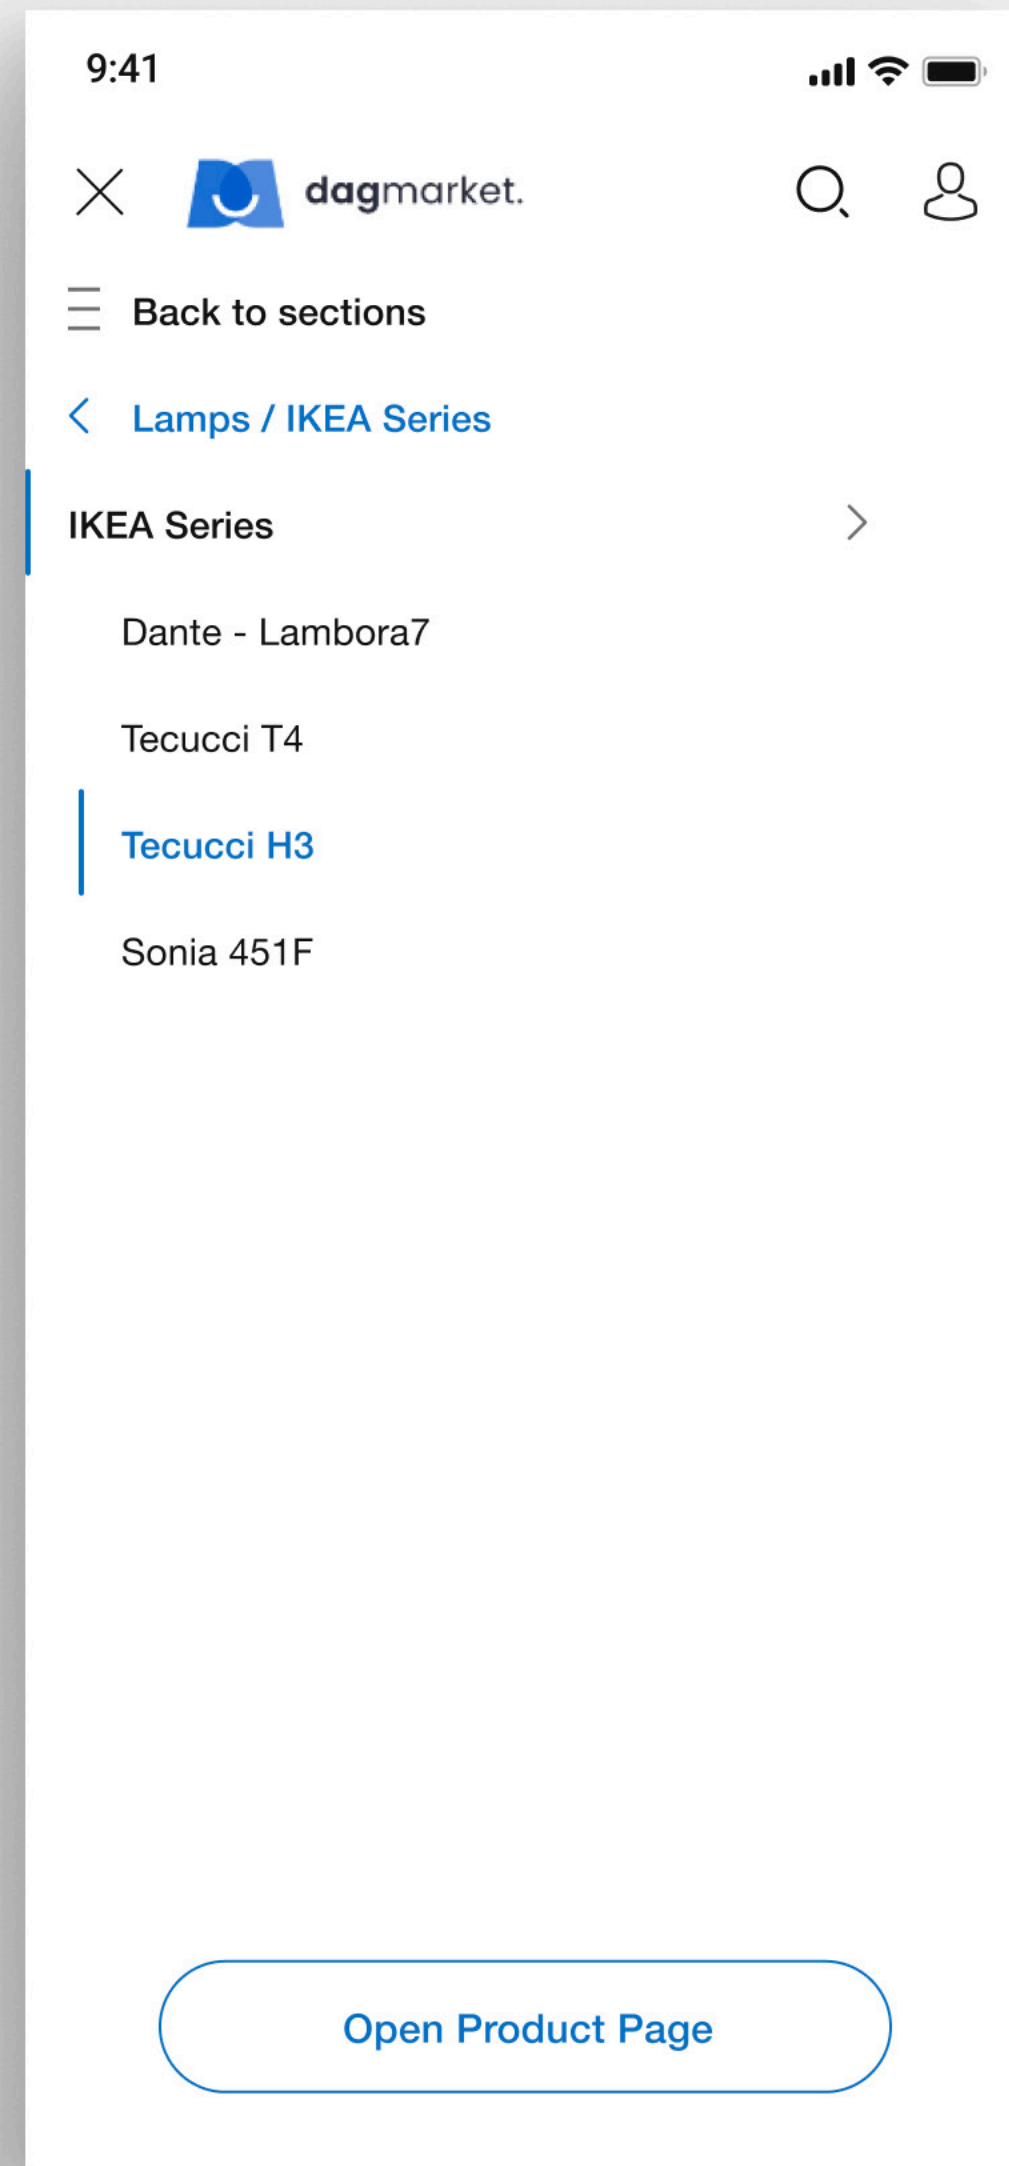 9:41
dagmarket.
Back to sections
Lamps / IKEA Series
IKEA Series
Dante - Lambora7
Tecucci T4
Tecucci H3
Sonia 451F
Open Product Page